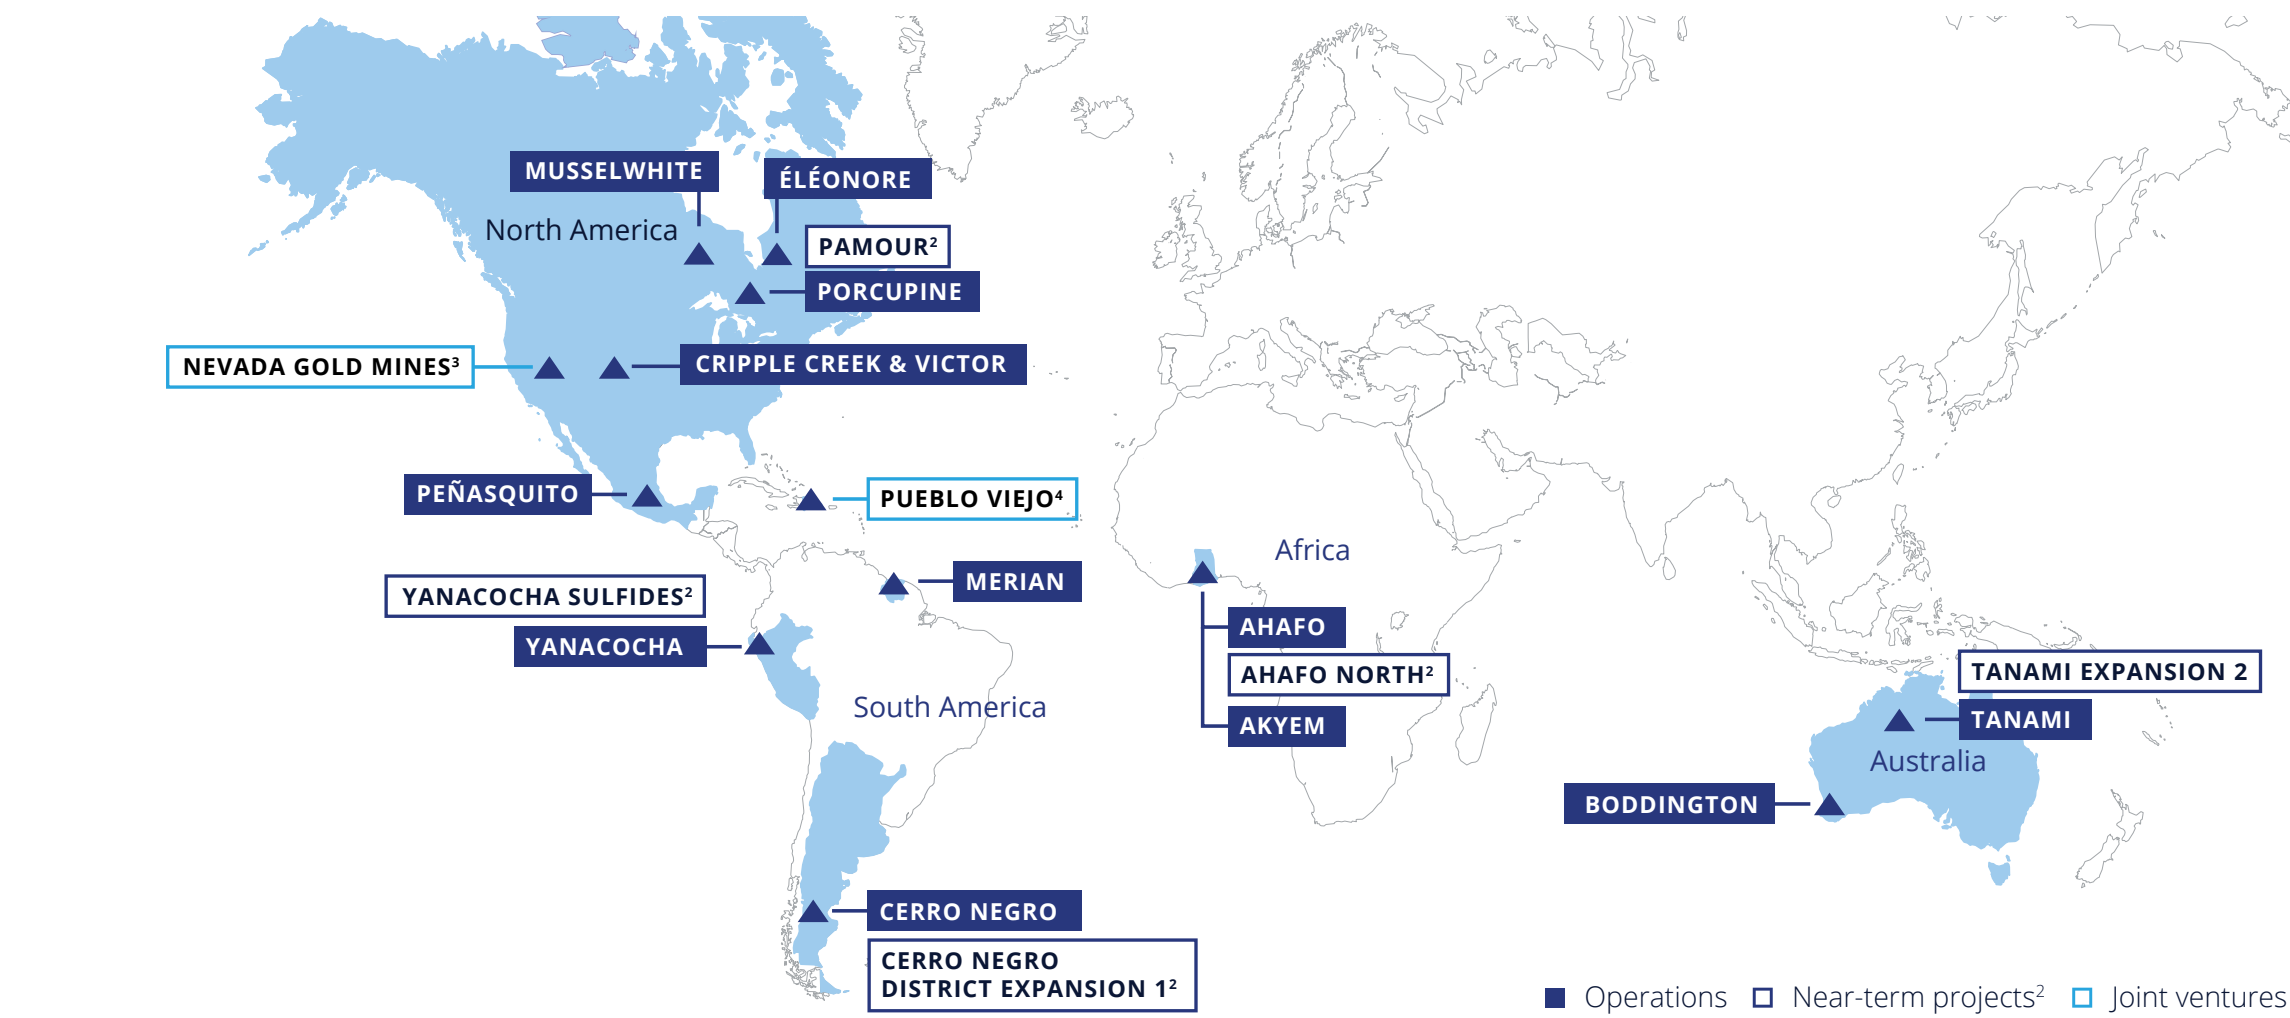 MUSSELWHITE
ÉLÉONORE
North America
PAMOUR²
PORCUPINE
NEVADA GOLD MINES³
CRIPPLE CREEK & VICTOR
PEÑASQUITO
PUEBLO VIEJO⁴
Africa
MERIAN
YANACOCHA SULFIDES²
YANACOCHA
AHAFO
AHAFO NORTH²
AKYEM
South America
TANAMI EXPANSION 2
TANAMI
Australia
BODDINGTON
CERRO NEGRO
CERRO NEGRO
DISTRICT EXPANSION 1²
Operations
Near-term projects²
Joint ventures